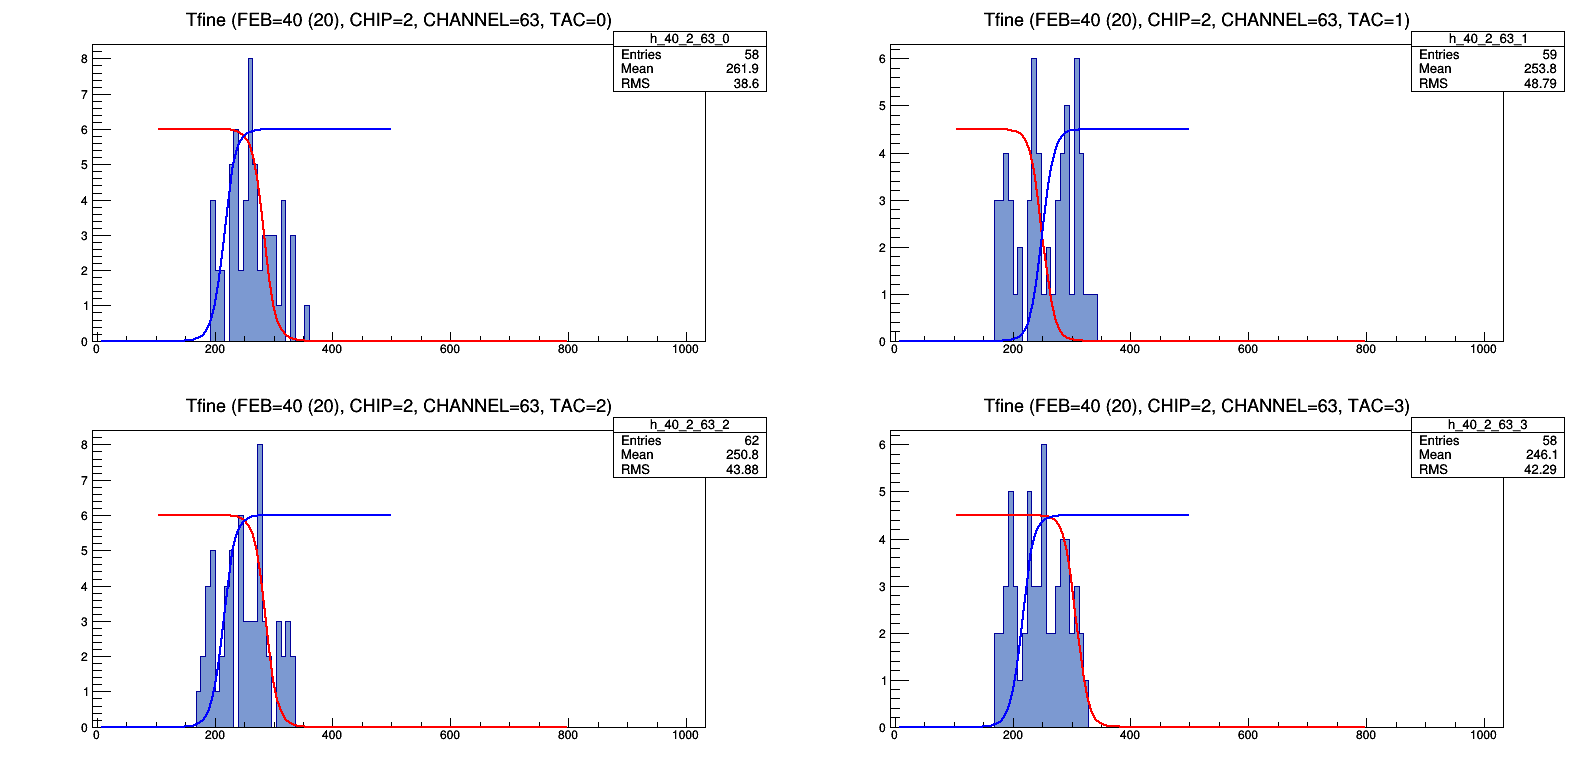 Tfine (FEB=40 (20), CHIP=2, CHANNEL=63, TAC=0)
h_40_2_63_0
Entries 58
Mean 261.9
RMS 38.6
8
7
6
5
4
3
2
1
0
0 200 400 600 800 1000
Tfine (FEB=40 (20), CHIP=2, CHANNEL=63, TAC=1)
h_40_2_63_1
Entries 59
Mean 253.8
RMS 48.79
6
5
4
3
2
1
0
0 200 400 600 800 1000
Tfine (FEB=40 (20), CHIP=2, CHANNEL=63, TAC=2)
h_40_2_63_2
Entries 62
Mean 250.8
RMS 43.88
8
7
6
5
4
3
2
1
0
0 200 400 600 800 1000
Tfine (FEB=40 (20), CHIP=2, CHANNEL=63, TAC=3)
h_40_2_63_3
Entries 58
Mean 246.1
RMS 42.29
6
5
4
3
2
1
0
0 200 400 600 800 1000